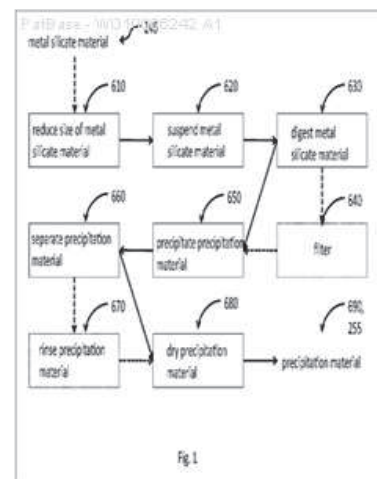 PatBase - WO
metal silicate material
245
610
620
630
reduce size of metal
silicate material
suspend metal
silicate material
digest metal
silicate material
660
650
640
separate precipitation
material
precipitate precipitation
material
filter
670
680
690,
255
rinse precipitation
material
dry precipitation
material
precipitation material
Fig. 1